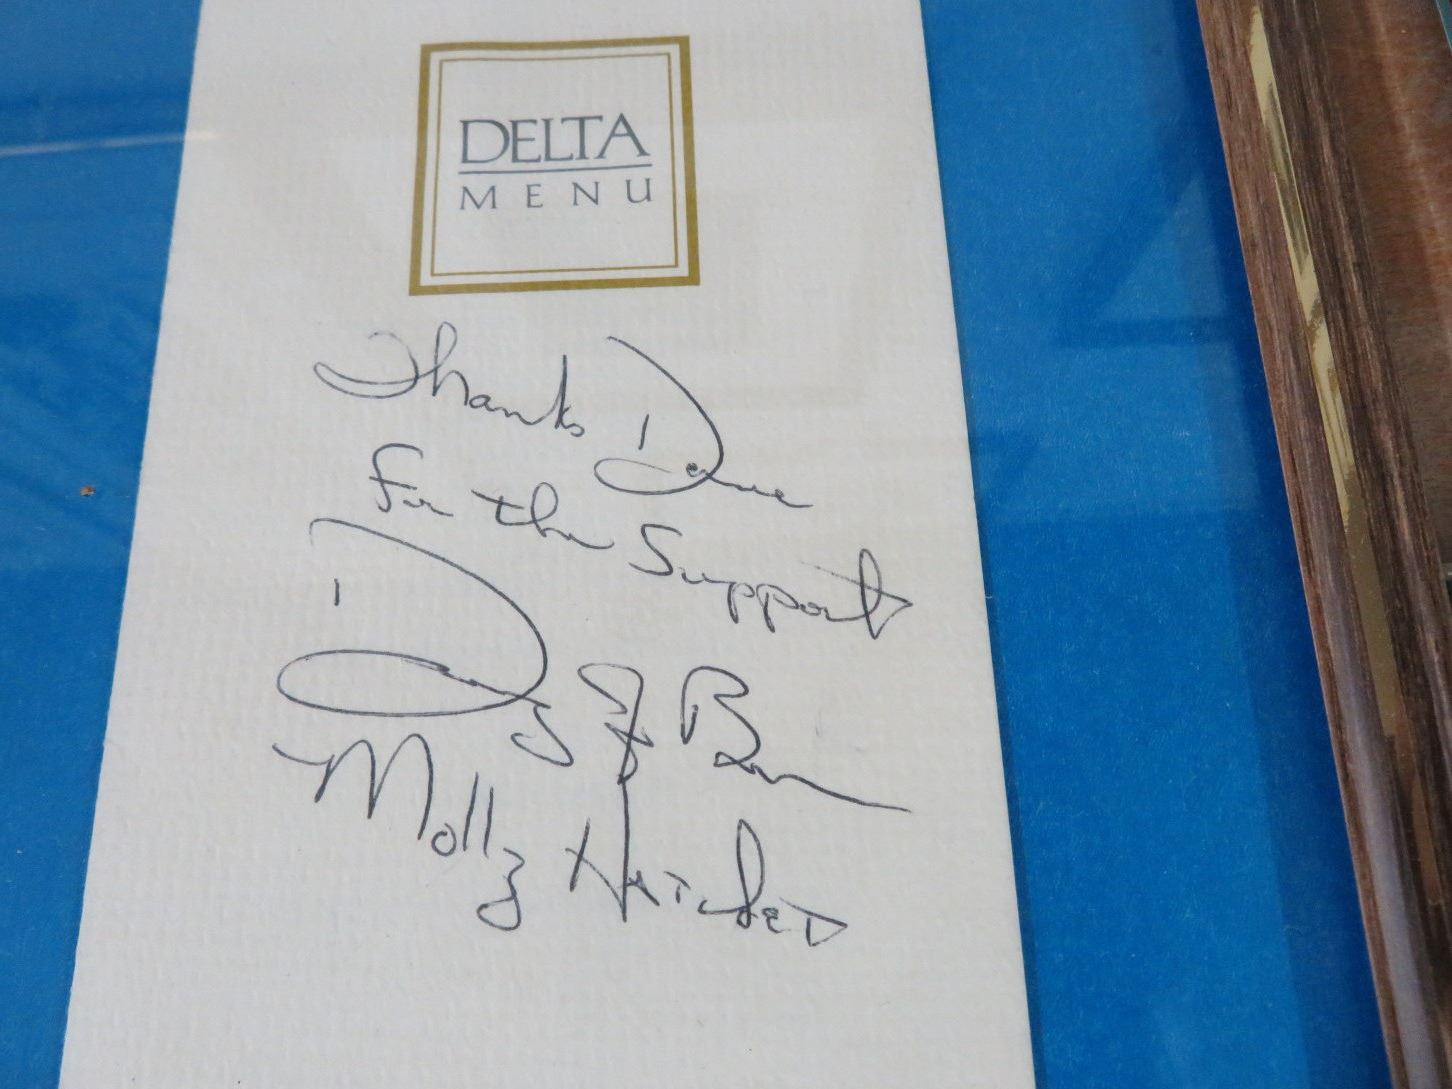 DELTA
MENU
Thanks Dave
for the Support
Molly Hatchet